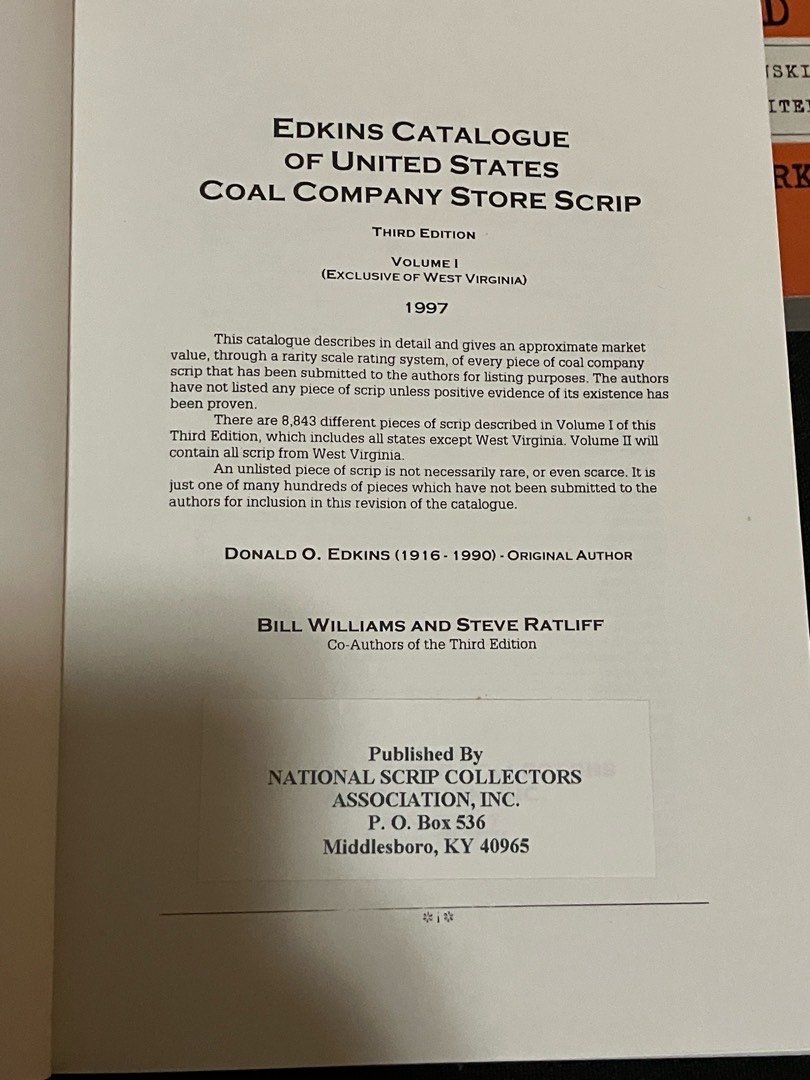 EDKINS CATALOGUE
OF UNITED STATES
COAL COMPANY STORE SCRIP
THIRD EDITION
VOLUME I
(EXCLUSIVE OF WEST VIRGINIA)
1997
This catalogue describes in detail and gives an approximate market
value, through a rarity scale rating system, of every piece of coal company
scrip that has been submitted to the authors for listing purposes. The authors
have not listed any piece of scrip unless positive evidence of its existence has
been proven.
There are 8,843 different pieces of scrip described in Volume I of this
Third Edition, which includes all states except West Virginia. Volume II will
contain all scrip from West Virginia.
An unlisted piece of scrip is not necessarily rare, or even scarce. It is
just one of many hundreds of pieces which have not been submitted to the
authors for inclusion in this revision of the catalogue.
DONALD O. EDKINS (1916 - 1990) - ORIGINAL AUTHOR
BILL WILLIAMS AND STEVE RATLIFF
Co-Authors of the Third Edition
Published By
NATIONAL SCRIP COLLECTORS
ASSOCIATION, INC.
P. O. Box 536
Middlesboro, KY 40965
* i *